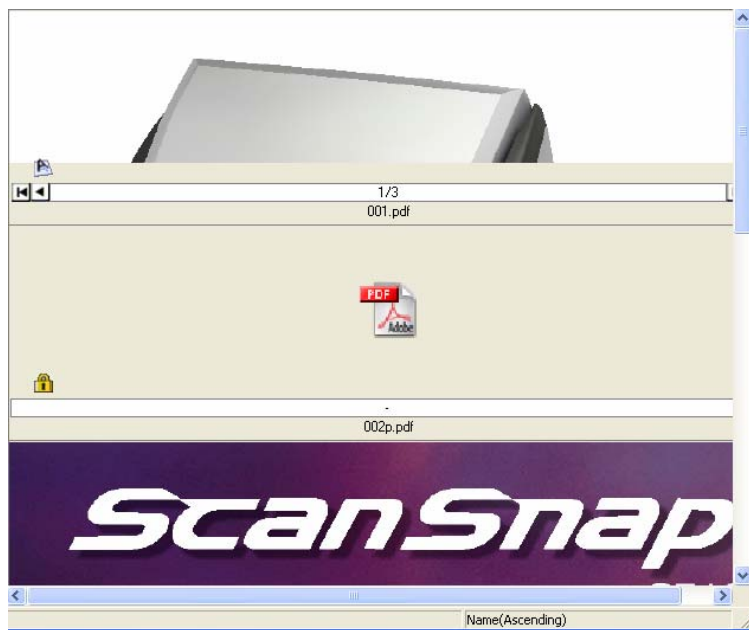 1/3
001.pdf
PDF
Adobe
-
002p.pdf
ScanSnap
Name(Ascending)